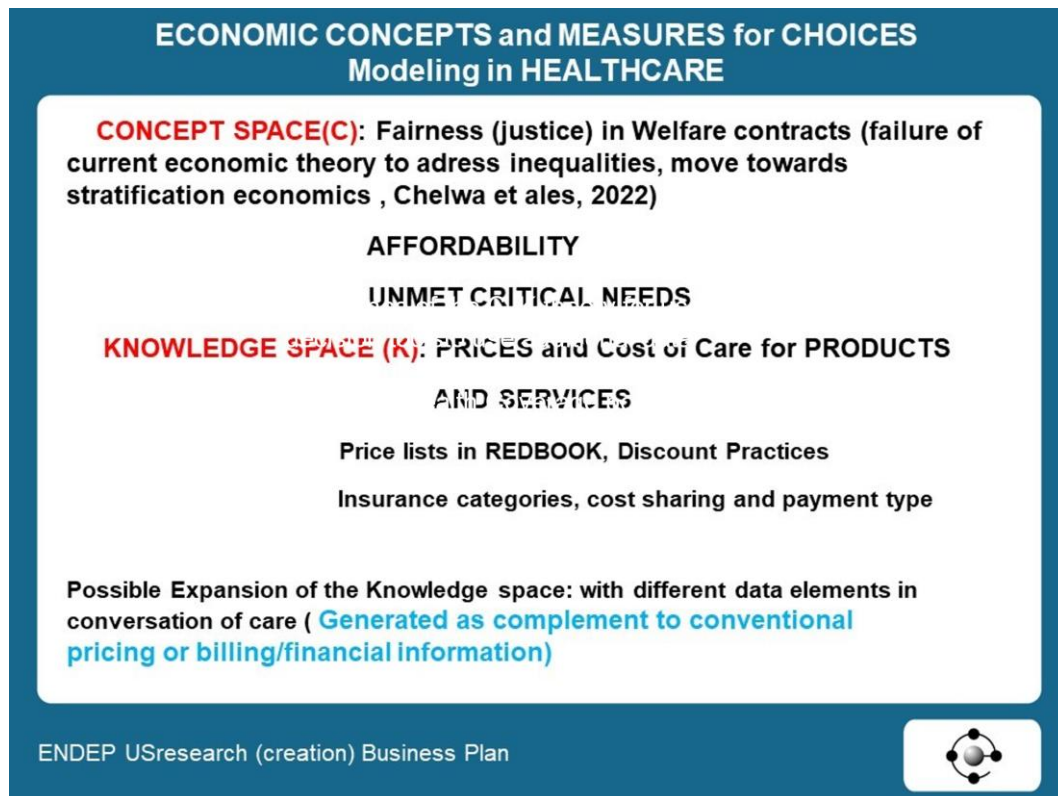 ECONOMIC CONCEPTS and MEASURES for CHOICES
Modeling in HEALTHCARE
CONCEPT SPACE(C): Fairness (justice) in Welfare contracts (failure of
current economic theory to adress inequalities, move towards
stratification economics , Chelwa et ales, 2022)
AFFORDABILITY
UNMET CRITICAL NEEDS
KNOWLEDGE SPACE (K): PRICES and Cost of Care for PRODUCTS
AND SERVICES
Price lists in REDBOOK, Discount Practices
Insurance categories, cost sharing and payment type
Possible Expansion of the Knowledge space: with different data elements in
conversation of care ( Generated as complement to conventional
pricing or billing/financial information)
ENDEP USresearch (creation) Business Plan